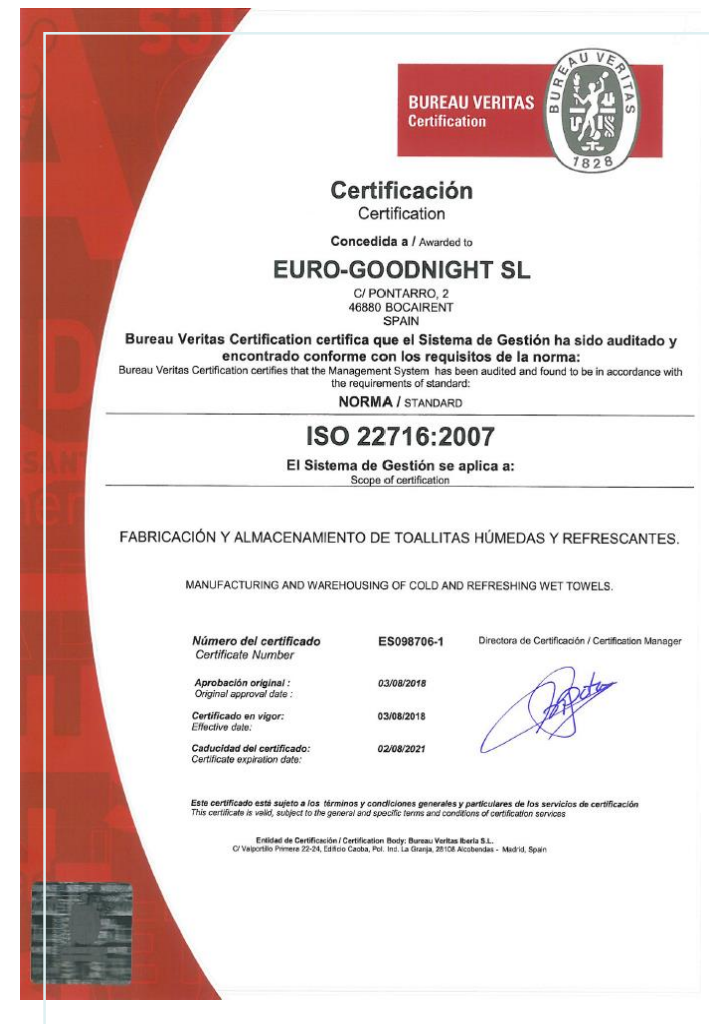 BUREAU VERITAS
Certification
BUREAU VERITAS
1828
Certificación
Certification
Concedida a / Awarded to
EURO-GOODNIGHT SL
C/ PONTARRO, 2
46880 BOCAIRENT
SPAIN
Bureau Veritas Certification certifica que el Sistema de Gestión ha sido auditado y
encontrado conforme con los requisitos de la norma:
Bureau Veritas Certification certifies that the Management System has been audited and found to be in accordance with
the requirements of standard:
NORMA / STANDARD
ISO 22716:2007
El Sistema de Gestión se aplica a:
Scope of certification
FABRICACIÓN Y ALMACENAMIENTO DE TOALLITAS HÚMEDAS Y REFRESCANTES.
MANUFACTURING AND WAREHOUSING OF COLD AND REFRESHING WET TOWELS.
Número del certificado ES098706-1 Directora de Certificación / Certification Manager
Certificate Number
Aprobación original : 03/08/2018
Original approval date :
Certificado en vigor: 03/08/2018
Effective date:
Caducidad del certificado: 02/08/2021
Certificate expiration date:
Este certificado está sujeto a los términos y condiciones generales y particulares de los servicios de certificación
This certificate is valid, subject to the general and specific terms and conditions of certification services
Entidad de Certificación / Certification Body: Bureau Veritas Iberia S.L.
C/ Valportillo Primera 22-24, Edificio Caoba, Pol. Ind. La Granja, 28108 Alcobendas - Madrid, Spain